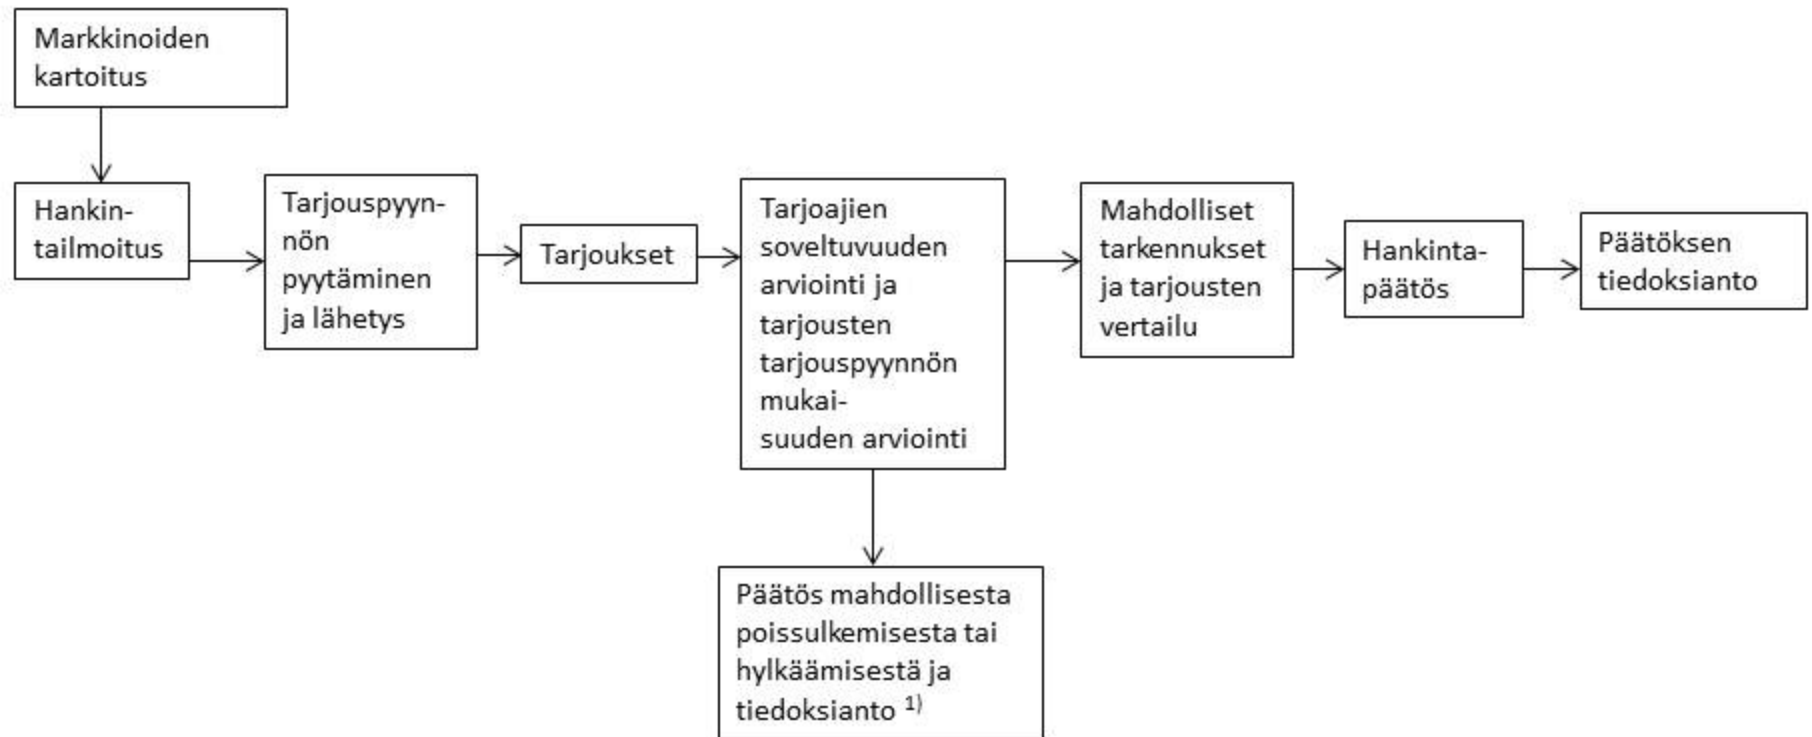 Markkinoiden
kartoitus
Hankin-
tailmoitus
Tarjouspyyn-
nön
pyytäminen
ja lähetys
Tarjoukset
Tarjoajien
soveltuvuuden
arviointi ja
tarjousten
tarjouspyynnön
mukai-
suuden arviointi
Mahdolliset
tarkennukset
ja tarjousten
vertailu
Hankinta-
päätös
Päätöksen
tiedoksianto
Päätös mahdollisesta
poissulkemisesta tai
hylkäämisestä ja
tiedoksianto 1)